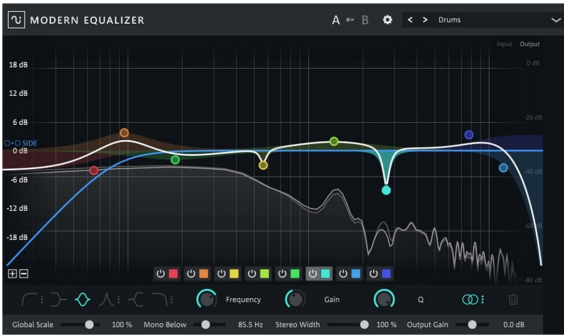 MODERN EQUALIZER
A B
< > Drums
Input Output
18 dB
0 dB
12 dB
6 dB
-20 dB
SIDE
0 dB
-6 dB
-40 dB
-12 dB
-18 dB
-60 dB
-80 dB
Frequency Gain Q
Global Scale 100 % Mono Below 85.5 Hz Stereo Width 100 % Output Gain 0.0 dB